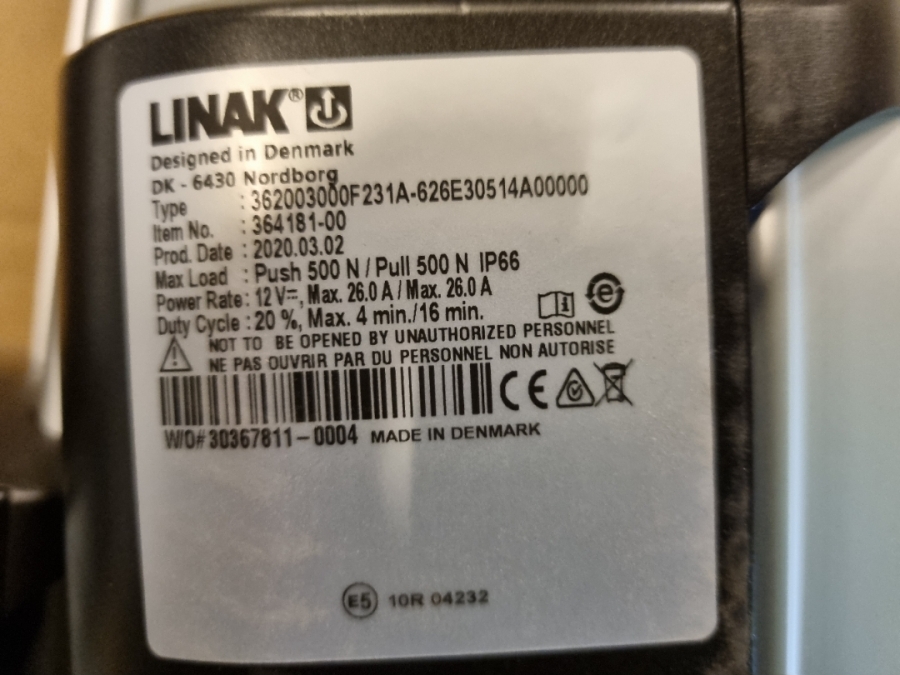 LINAK®
Designed in Denmark
DK - 6430 Nordborg
Type : 362003000F231A-626E30514A00000
Item No. : 364181-00
Prod. Date : 2020.03.02
Max Load : Push 500 N / Pull 500 N IP66
Power Rate : 12 V⎓, Max. 26.0 A / Max. 26.0 A
Duty Cycle : 20 %, Max. 4 min./16 min.
NOT TO BE OPENED BY UNAUTHORIZED PERSONNEL
NE PAS OUVRIR PAR DU PERSONNEL NON AUTORISE
CE
W/O# 30367811-0004 MADE IN DENMARK
E5 10R 04232